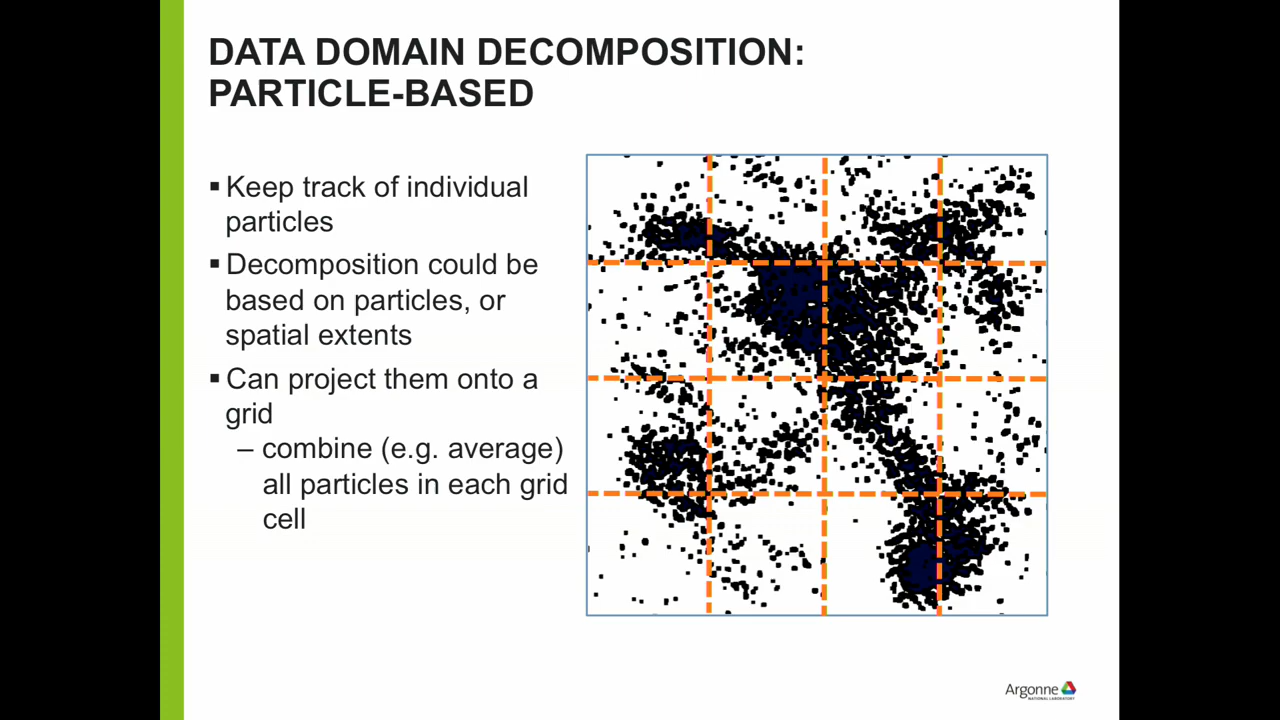 DATA DOMAIN DECOMPOSITION:
PARTICLE-BASED
▪ Keep track of individual
particles
▪ Decomposition could be
based on particles, or
spatial extents
▪ Can project them onto a
grid
– combine (e.g. average)
all particles in each grid
cell
Argonne
NATIONAL LABORATORY